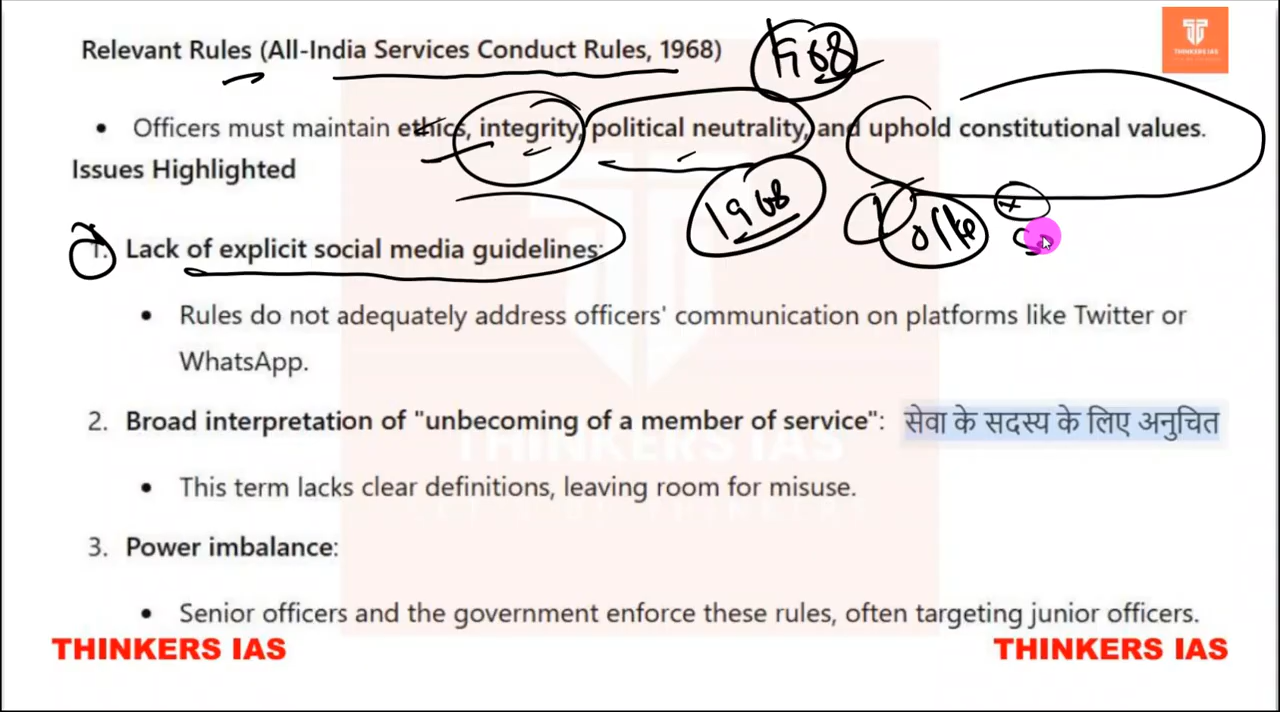 Relevant Rules (All-India Services Conduct Rules, 1968)
1968
THINKERS IAS
• Officers must maintain ethics, integrity, political neutrality, and uphold constitutional values.
Issues Highlighted
1968
1. Lack of explicit social media guidelines:
• Rules do not adequately address officers' communication on platforms like Twitter or
WhatsApp.
2. Broad interpretation of "unbecoming of a member of service": सेवा के सदस्य के लिए अनुचित
THINKERS IAS
• This term lacks clear definitions, leaving room for misuse.
3. Power imbalance:
• Senior officers and the government enforce these rules, often targeting junior officers.
THINKERS IAS
THINKERS IAS